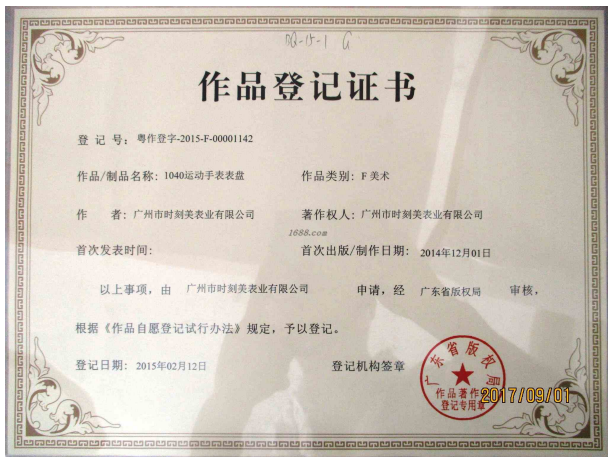 作品登记证书
登 记 号：粤作登字-2015-F-00001142
作品/制品名称: 1040运动手表表盘 作品类别: F 美术
作 者: 广州市时刻美表业有限公司 著作权人: 广州市时刻美表业有限公司
1688.com
首次发表时间: 首次出版/制作日期: 2014年12月01日
以上事项，由 广州市时刻美表业有限公司 申请，经 广东省版权局 审核，
根据《作品自愿登记试行办法》规定，予以登记。
登记日期: 2015年02月12日 登记机构签章
广东省版权局
作品著作
登记专用章
2017/09/01